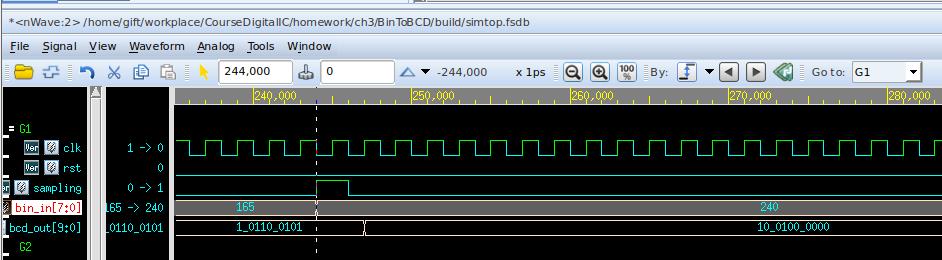 *<nWave:2> /home/gift/workplace/CourseDigitalIC/homework/ch3/BinToBCD/build/simtop.fsdb
File Signal View Waveform Analog Tools Window
244,000 0 -244,000 x 1ps 100% By: Go to: G1
240,000 250,000 260,000 270,000 280,000
= G1
Ver clk 1 -> 0
Ver rst 0
Ver sampling 0 -> 1
bin_in[7:0] 165 -> 240 165 240
bcd_out[9:0] _0110_0101 1_0110_0101 10_0100_0000
G2